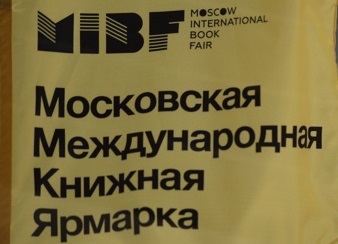 MIBF
MOSCOW
INTERNATIONAL
BOOK
FAIR
Московская
Международная
Книжная
Ярмарка